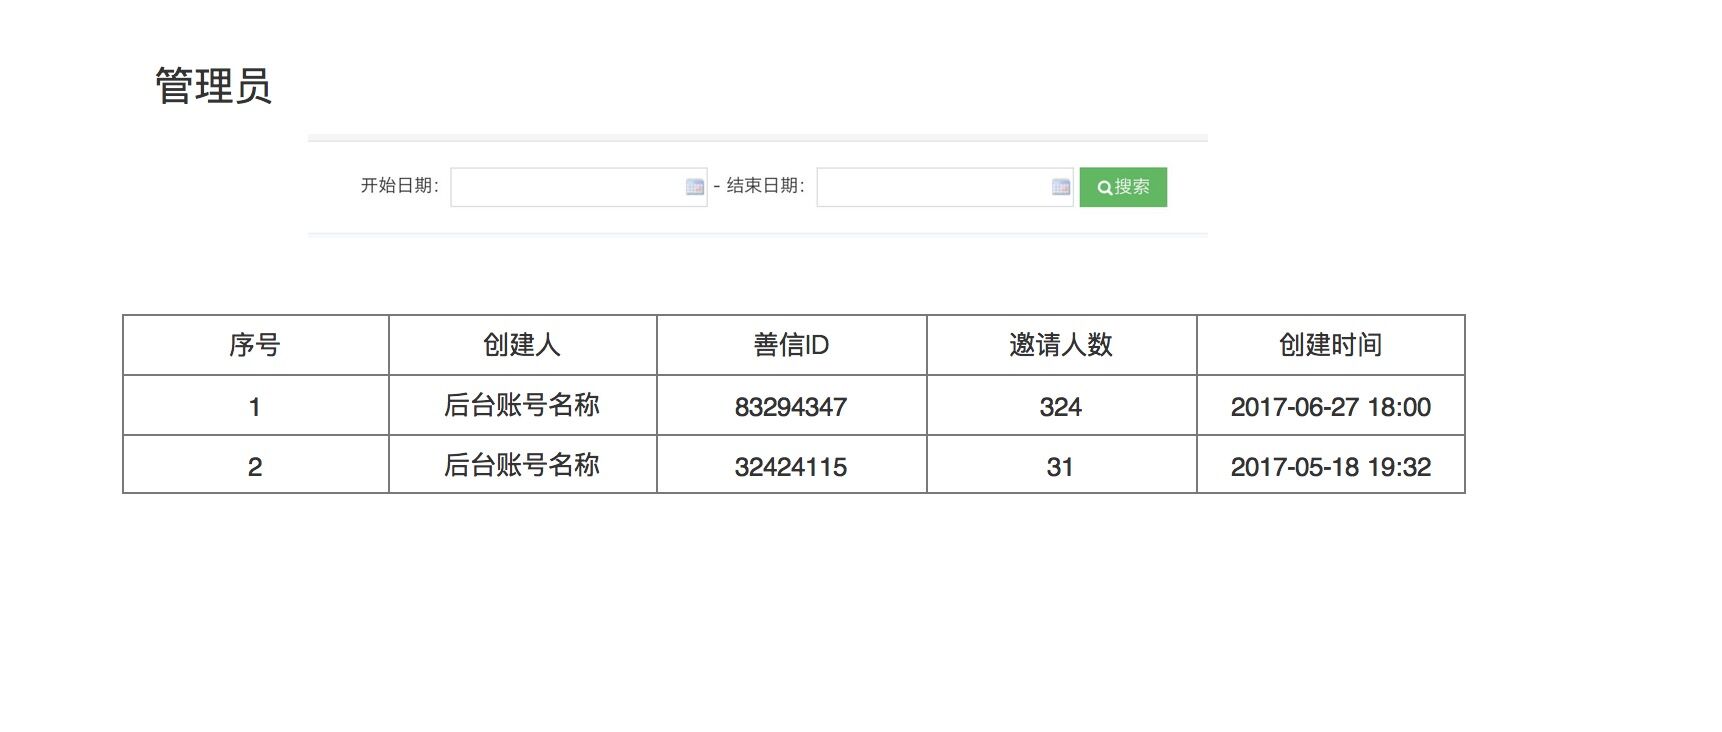 管理员
开始日期： - 结束日期： 搜索
序号 创建人 善信ID 邀请人数 创建时间
1 后台账号名称 83294347 324 2017-06-27 18:00
2 后台账号名称 32424115 31 2017-05-18 19:32